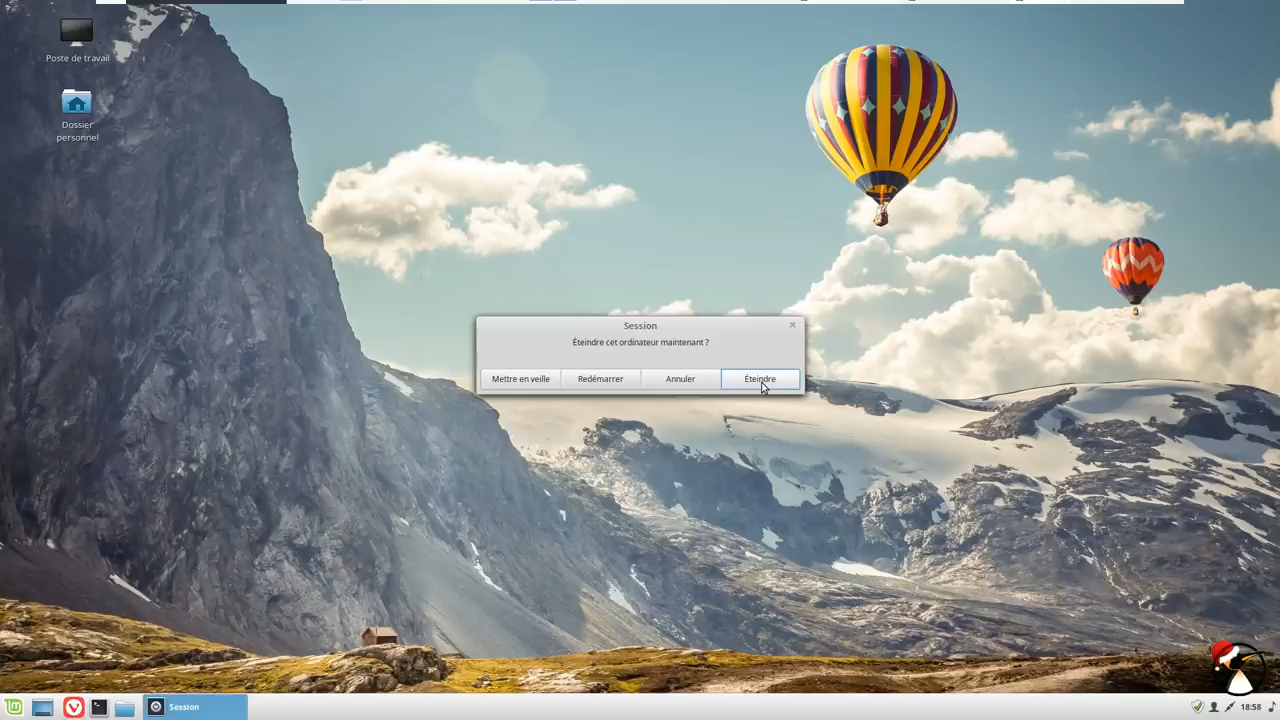 Poste de travail
Dossier
personnel
Session
Éteindre cet ordinateur maintenant ?
Mettre en veille
Redémarrer
Annuler
Éteindre
Session
18:58